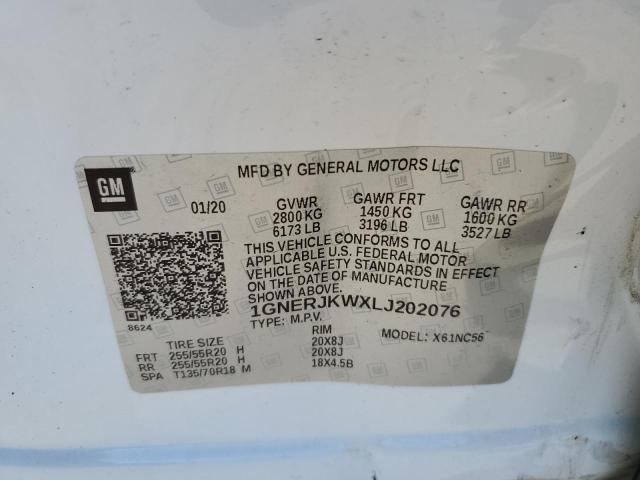 MFD BY GENERAL MOTORS LLC
GM
01/20 GVWR GAWR FRT GAWR RR
2800 KG 1450 KG 1600 KG
6173 LB 3196 LB 3527 LB
THIS VEHICLE CONFORMS TO ALL
APPLICABLE U.S. FEDERAL MOTOR
VEHICLE SAFETY STANDARDS IN EFFECT
ON THE DATE OF MANUFACTURE
SHOWN ABOVE.
1GNERJKWXLJ202076
8624
TYPE: M.P.V. MODEL: X61NC56
TIRE SIZE RIM
FRT 255/55R20 H 20X8J
RR 255/55R20 H 20X8J
SPA T135/70R18 M 18X4.5B